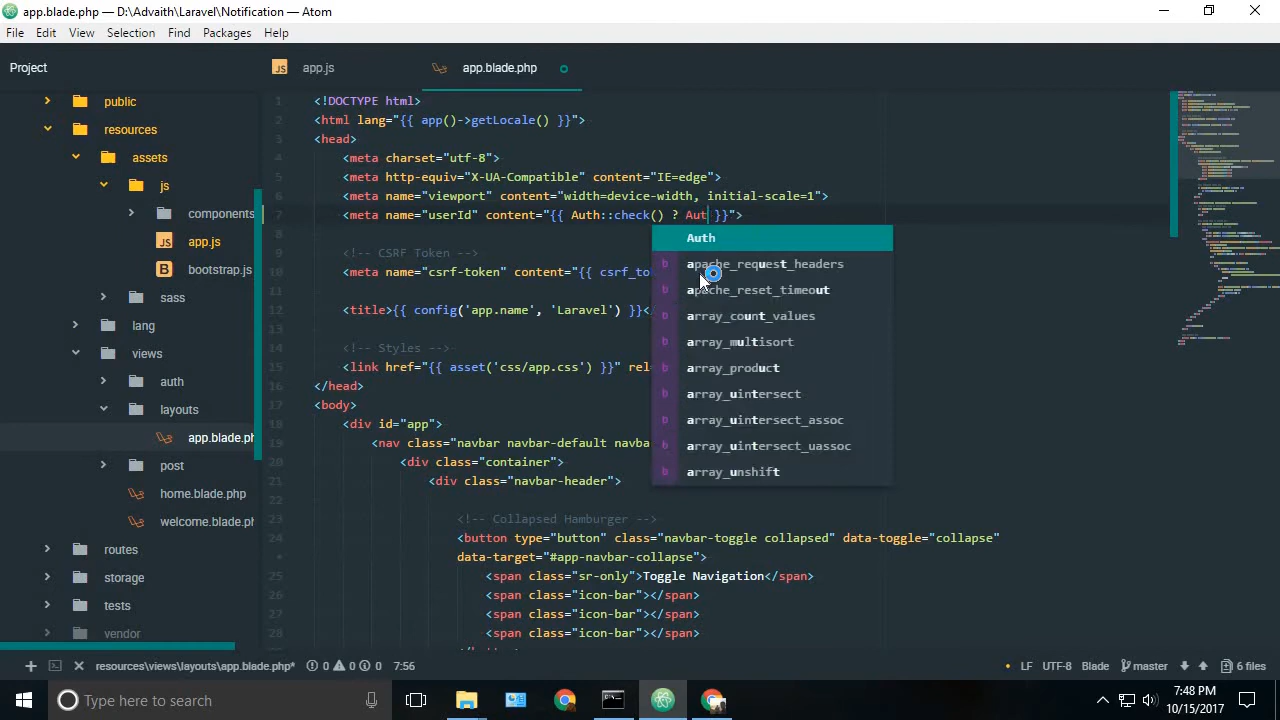 app.blade.php — D:\Advaith\Laravel\Notification — Atom
File Edit View Selection Find Packages Help
Project
public
resources
assets
js
components
app.js
bootstrap.js
sass
lang
views
auth
layouts
app.blade.ph
post
home.blade.php
welcome.blade.ph
routes
storage
tests
vendor
JS app.js app.blade.php
1 <!DOCTYPE html>
2 <html lang="{{ app()->getLocale() }}">
3 <head>
4 <meta charset="utf-8">
5 <meta http-equiv="X-UA-Compatible" content="IE=edge">
6 <meta name="viewport" content="width=device-width, initial-scale=1">
7 <meta name="userId" content="{{ Auth::check() ? Aut }}">
8
9 <!-- CSRF Token -->
10 <meta name="csrf-token" content="{{ csrf_to
11
12 <title>{{ config('app.name', 'Laravel') }}<
13
14 <!-- Styles -->
15 <link href="{{ asset('css/app.css') }}" rel
16 </head>
17 <body>
18 <div id="app">
19 <nav class="navbar navbar-default navba
20 <div class="container">
21 <div class="navbar-header">
22
23 <!-- Collapsed Hamburger -->
24 <button type="button" class="navbar-toggle collapsed" data-toggle="collapse"
• data-target="#app-navbar-collapse">
25 <span class="sr-only">Toggle Navigation</span>
26 <span class="icon-bar"></span>
27 <span class="icon-bar"></span>
28 <span class="icon-bar"></span>
Auth
b apache_request_headers
b apache_reset_timeout
b array_count_values
b array_multisort
b array_product
b array_uintersect
b array_uintersect_assoc
b array_uintersect_uassoc
b array_unshift
resources\views\layouts\app.blade.php* 0 0 0 7:56
LF UTF-8 Blade master 6 files
Type here to search
7:48 PM
10/15/2017